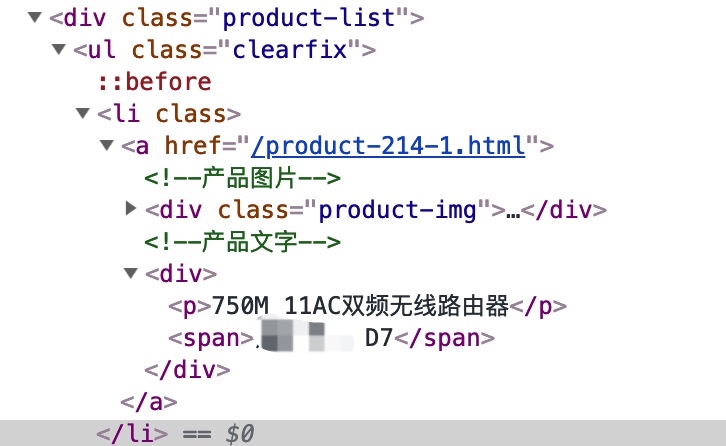 <div class="product-list">
<ul class="clearfix">
::before
<li class>
<a href="/product-214-1.html">
<!--产品图片-->
<div class="product-img">…</div>
<!--产品文字-->
<div>
<p>750M 11AC双频无线路由器</p>
<span> D7</span>
</div>
</a>
</li> == $0